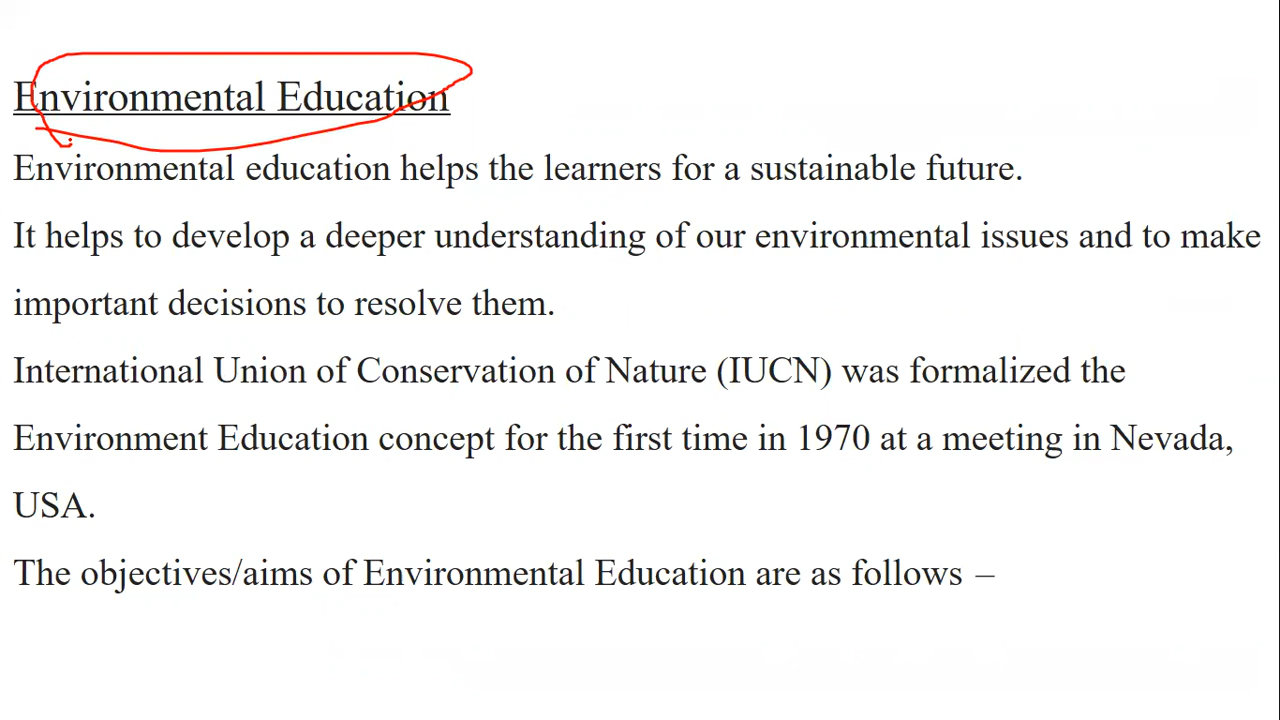 Environmental Education
Environmental education helps the learners for a sustainable future.
It helps to develop a deeper understanding of our environmental issues and to make
important decisions to resolve them.
International Union of Conservation of Nature (IUCN) was formalized the
Environment Education concept for the first time in 1970 at a meeting in Nevada,
USA.
The objectives/aims of Environmental Education are as follows –